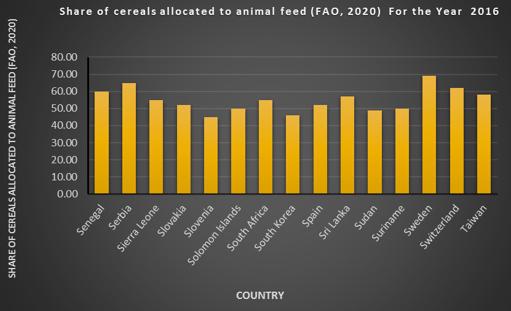 Share of cereals allocated to animal feed (FAO, 2020)  For the Year  2016
SHARE OF CEREALS ALLOCATED TO ANIMAL FEED (FAO, 2020)
80.00
70.00
60.00
50.00
40.00
30.00
20.00
10.00
0.00
Senegal
Serbia
Sierra Leone
Slovakia
Slovenia
Solomon Islands
South Africa
South Korea
Spain
Sri Lanka
Sudan
Suriname
Sweden
Switzerland
Taiwan
COUNTRY